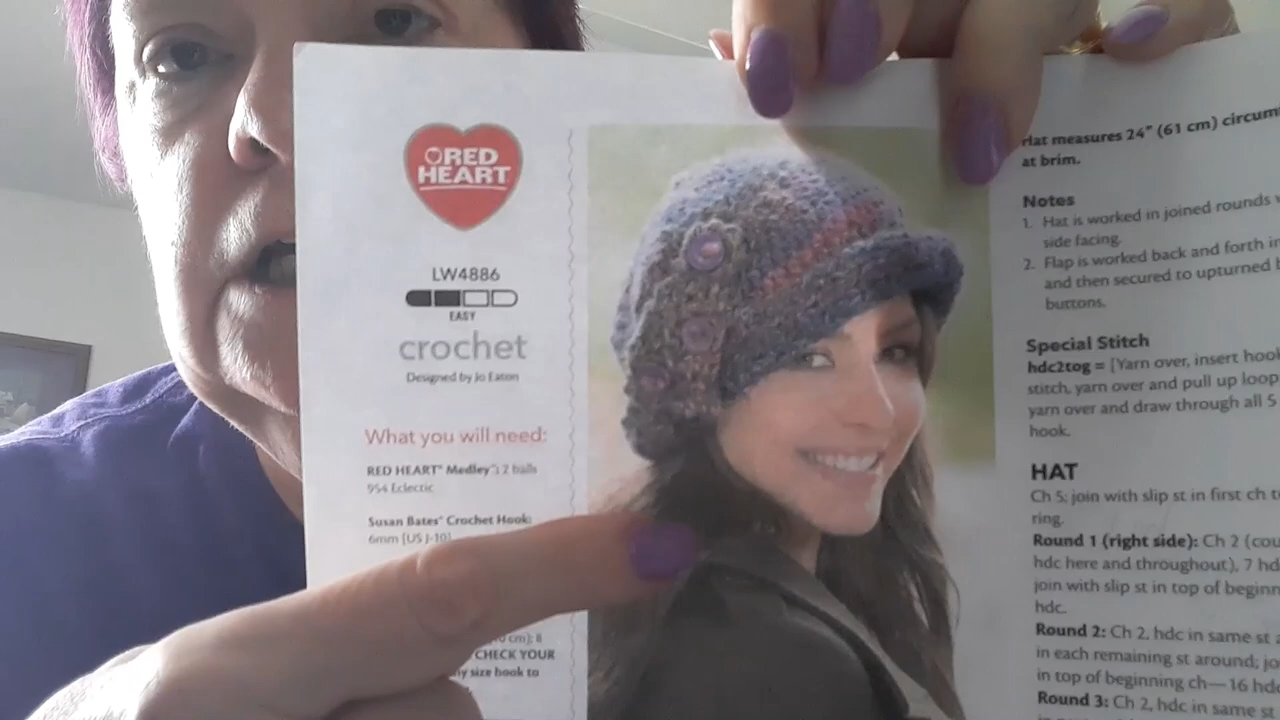 RED
HEART
LW4886
EASY
crochet
Designed by Jo Eaton
What you will need:
RED HEART® Medley™: 2 balls
954 Eclectic
Susan Bates® Crochet Hook:
6mm [US J-10]
cm); 8
CHECK YOUR
any size hook to
Hat measures 24" (61 cm)
at brim.
Notes
1. Hat is worked in joined rounds
side facing.
2. Flap is worked back and forth in
and then secured to upturned
buttons.
Special Stitch
hdc2tog = [Yarn over, insert hook
stitch, yarn over and pull up loop
yarn over and draw through all 5
hook.
HAT
Ch 5; join with slip st in first ch
ring.
Round 1 (right side): Ch 2
hdc here and throughout), 7
join with slip st in top of
hdc.
Round 2: Ch 2, hdc in same st
in each remaining st around;
in top of beginning ch—16
Round 3: Ch 2, hdc in same st